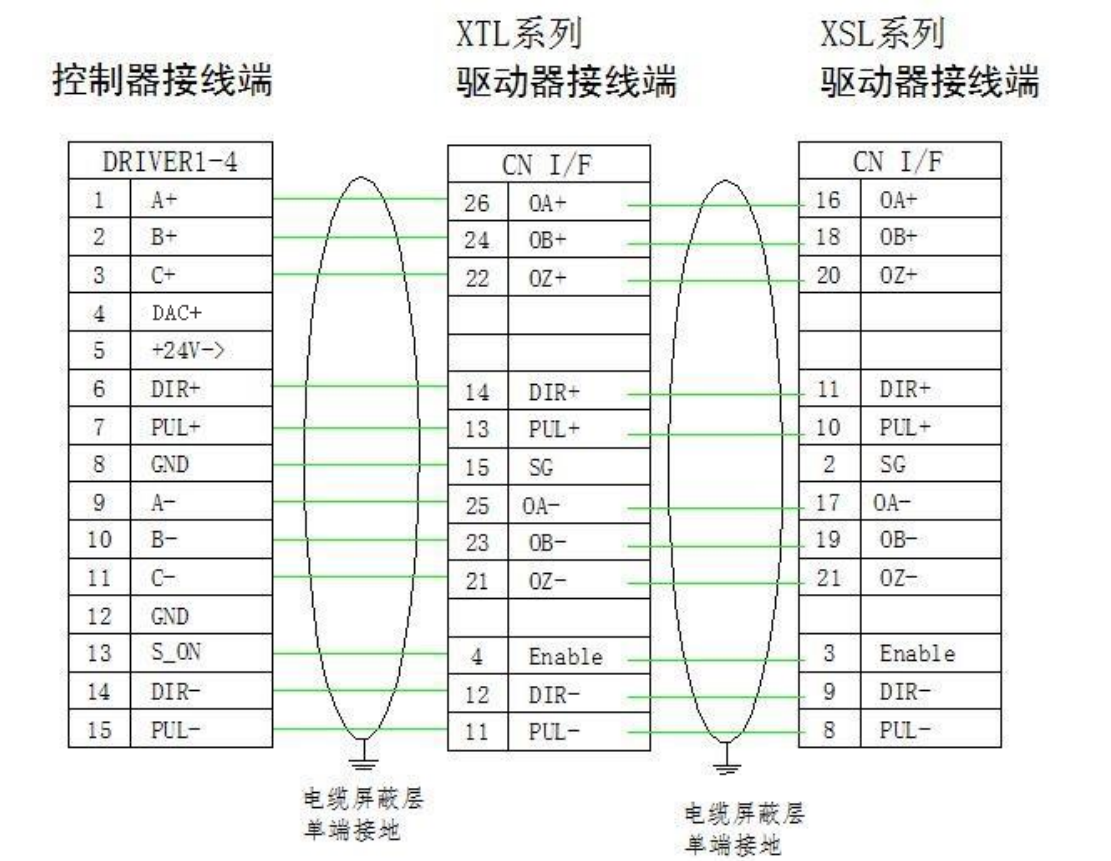 XTL系列
XSL系列
控制器接线端
驱动器接线端
驱动器接线端
DRIVER1-4
1 A+
2 B+
3 C+
4 DAC+
5 +24V->
6 DIR+
7 PUL+
8 GND
9 A-
10 B-
11 C-
12 GND
13 S_ON
14 DIR-
15 PUL-
CN I/F
26 OA+
24 OB+
22 OZ+
14 DIR+
13 PUL+
15 SG
25 OA-
23 OB-
21 OZ-
4 Enable
12 DIR-
11 PUL-
CN I/F
16 OA+
18 OB+
20 OZ+
11 DIR+
10 PUL+
2 SG
17 OA-
19 OB-
21 OZ-
3 Enable
9 DIR-
8 PUL-
电缆屏蔽层
单端接地
电缆屏蔽层
单端接地